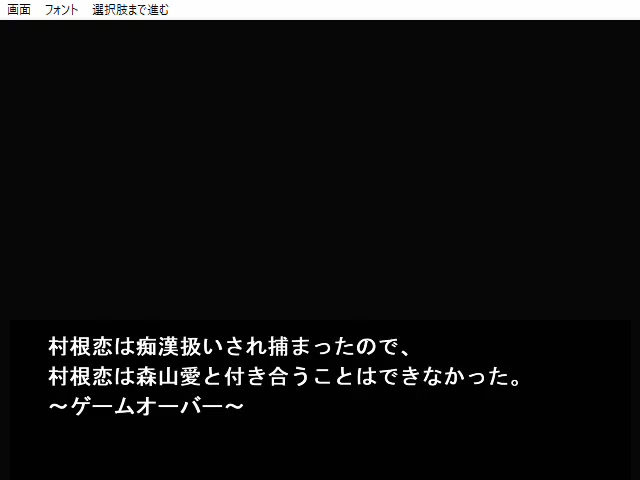 画面 フォント 選択肢まで進む
村根恋は痴漢扱いされ捕まったので、
村根恋は森山愛と付き合うことはできなかった。
～ゲームオーバー～